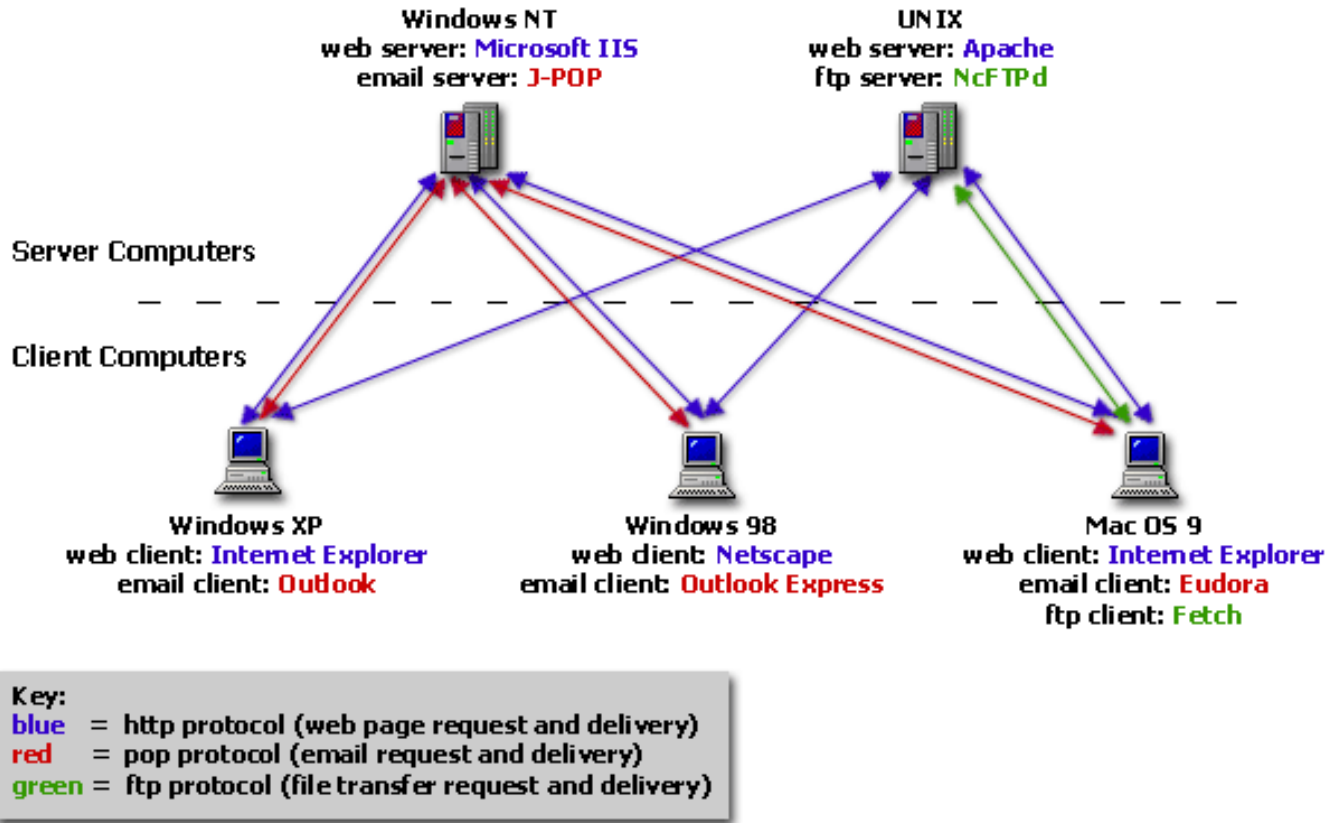 Windows NT
web server: Microsoft IIS
email server: J-POP
UNIX
web server: Apache
ftp server: NcFTPd
Server Computers
Client Computers
Windows XP
web client: Internet Explorer
email client: Outlook
Windows 98
web client: Netscape
email client: Outlook Express
Mac OS 9
web client: Internet Explorer
email client: Eudora
ftp client: Fetch
Key:
blue = http protocol (web page request and delivery)
red = pop protocol (email request and delivery)
green = ftp protocol (file transfer request and delivery)